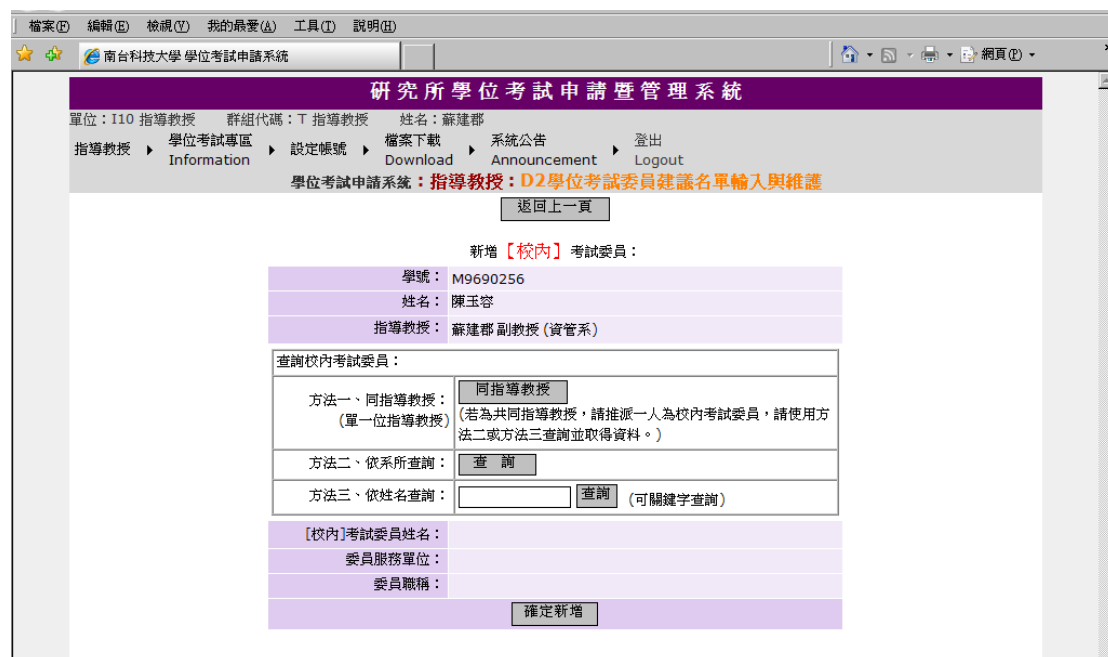 檔案(F) 編輯(E) 檢視(V) 我的最愛(A) 工具(T) 說明(H)
南台科技大學 學位考試申請系統 網頁(P)
研究所學位考試申請暨管理系統
單位：I10 指導教授 群組代碼：T 指導教授 姓名：蘇建郡
指導教授 學位考試專區 設定帳號 檔案下載 系統公告 登出
Information Download Announcement Logout
學位考試申請系統：指導教授：D2學位考試委員建議名單輸入與維護
返回上一頁
新增【校內】考試委員：
學號： M9690256
姓名： 陳玉容
指導教授： 蘇建郡 副教授 (資管系)
查詢校內考試委員：
方法一、同指導教授： 同指導教授
(單一位指導教授) (若為共同指導教授，請推派一人為校內考試委員，請使用方
法二或方法三查詢並取得資料。)
方法二、依系所查詢： 查 詢
方法三、依姓名查詢： 查詢 (可關鍵字查詢)
[校內]考試委員姓名：
委員服務單位：
委員職稱：
確定新增